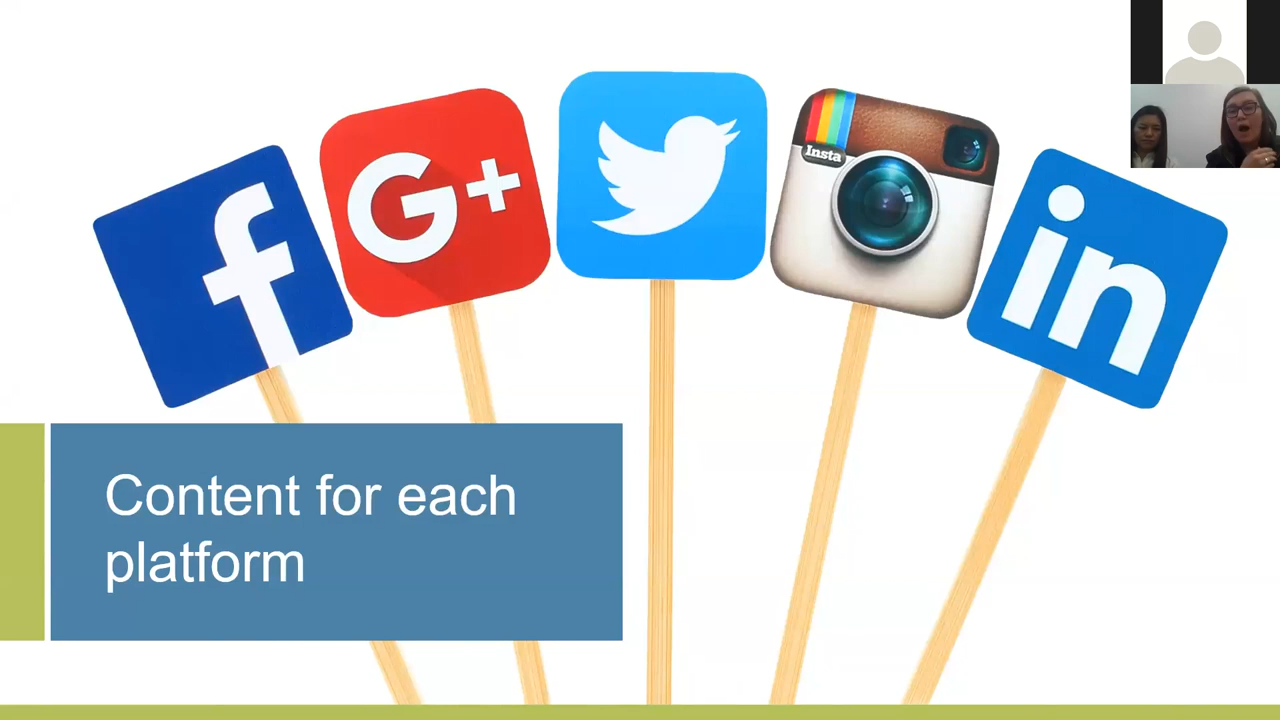 f
G+
Insta
in
Content for each
platform